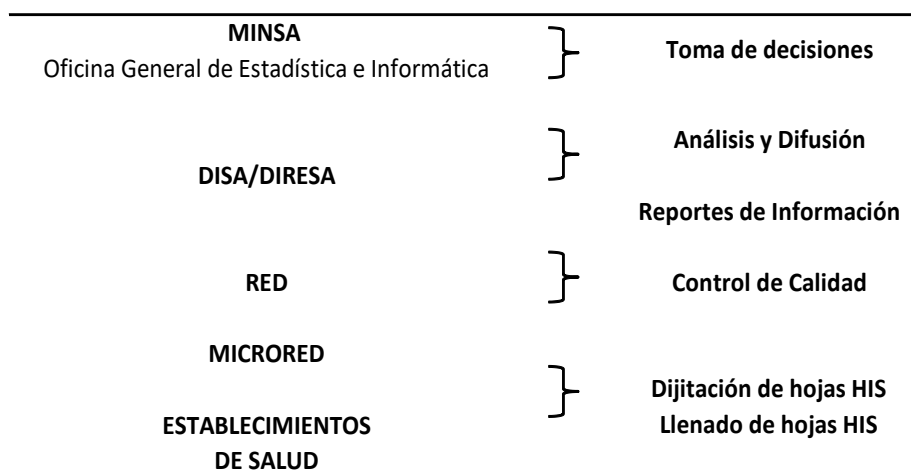 MINSA
Oficina General de Estadística e Informática
Toma de decisiones
DISA/DIRESA
Análisis y Difusión
Reportes de Información
RED
Control de Calidad
MICRORED
ESTABLECIMIENTOS
DE SALUD
Dijitación de hojas HIS
Llenado de hojas HIS